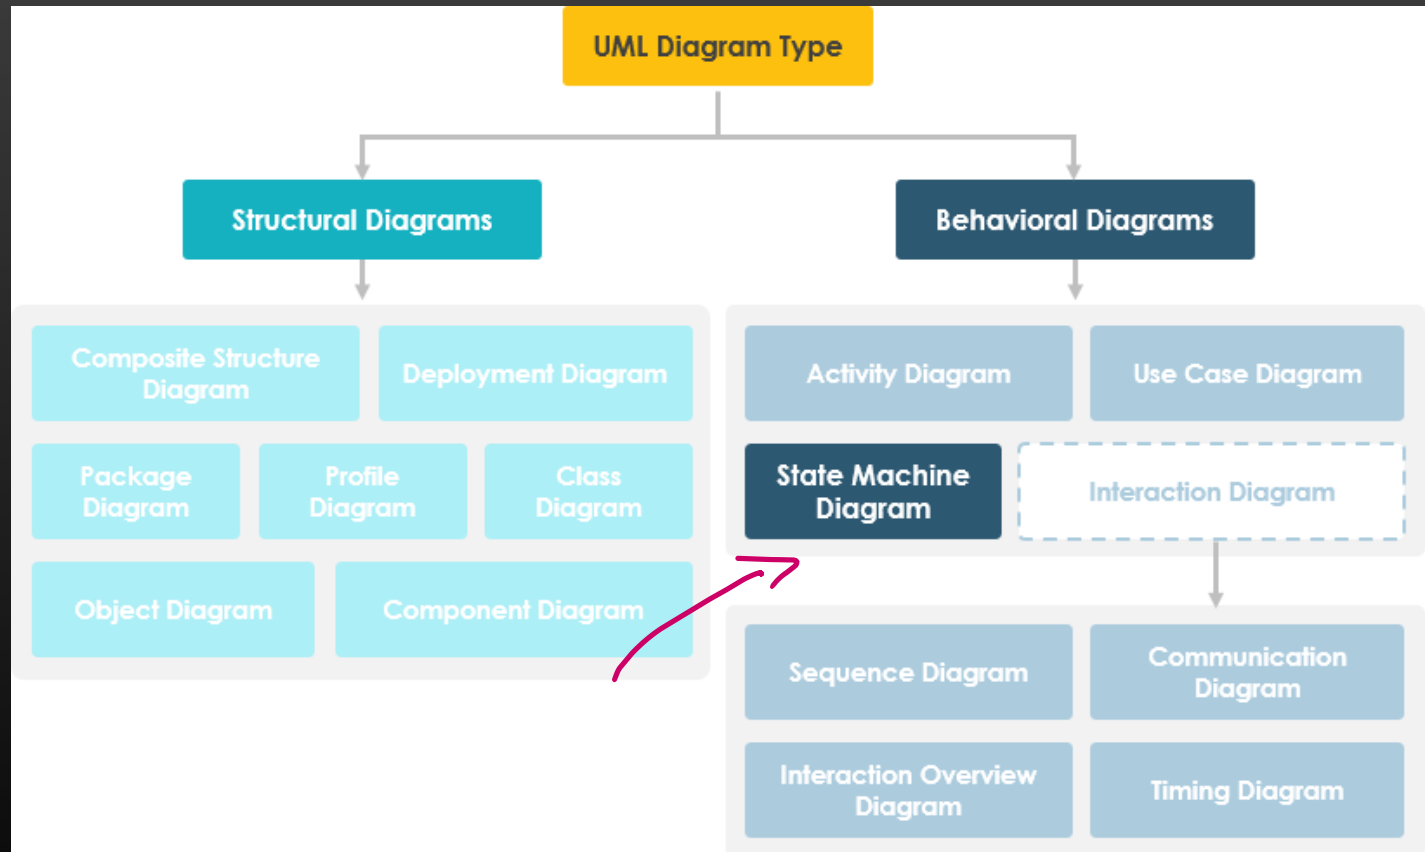 UML Diagram Type
Structural Diagrams
Behavioral Diagrams
Composite Structure
Diagram
Deployment Diagram
Package
Diagram
Profile
Diagram
Class
Diagram
Object Diagram
Component Diagram
Activity Diagram
Use Case Diagram
State Machine
Diagram
Interaction Diagram
Sequence Diagram
Communication
Diagram
Interaction Overview
Diagram
Timing Diagram